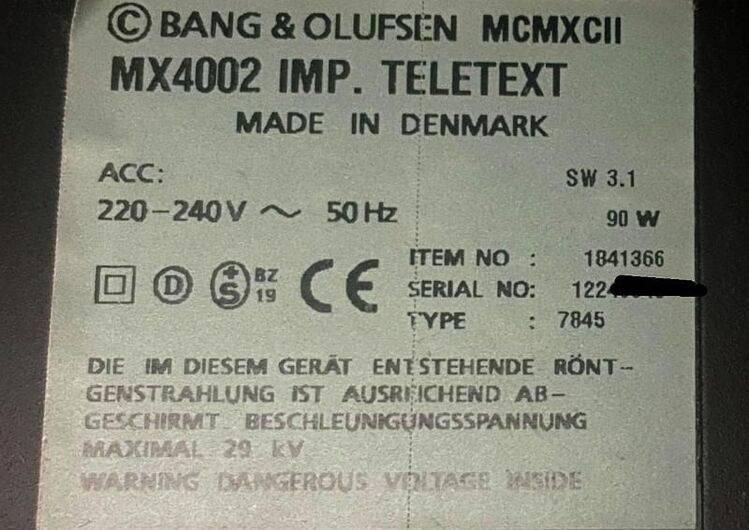 © BANG & OLUFSEN MCMXCII
MX4002 IMP. TELETEXT
MADE IN DENMARK
ACC:
SW 3.1
220-240V ~ 50 Hz
90 W
ITEM NO : 1841366
D +S BZ 19 CE
SERIAL NO: 122
TYPE : 7845
DIE IM DIESEM GERÄT ENTSTEHENDE RÖNT-
GENSTRAHLUNG IST AUSREICHEND AB-
GESCHIRMT. BESCHLEUNIGUNGSSPANNUNG
MAXIMAL 29 kV
WARNING DANGEROUS VOLTAGE INSIDE